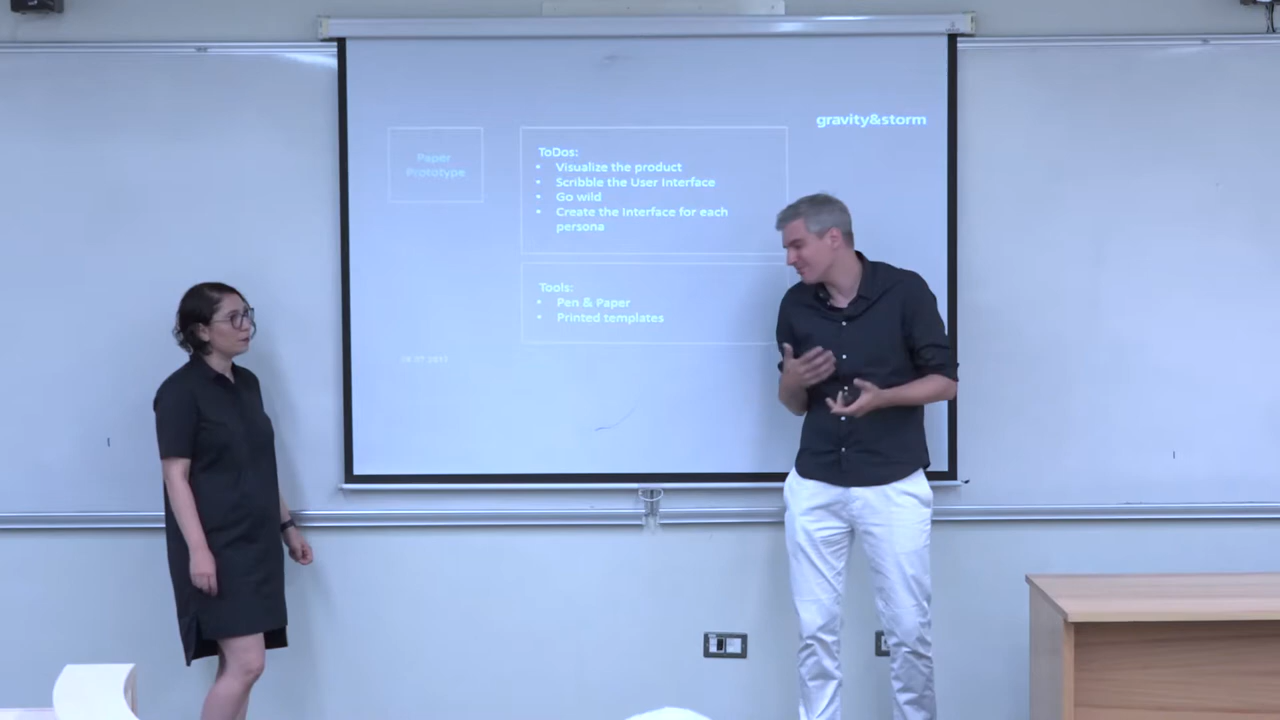 gravity&storm
Paper
Prototype
ToDos:
• Visualize the product
• Scribble the User Interface
• Go wild
• Create the Interface for each
persona
Tools:
• Pen & Paper
• Printed templates